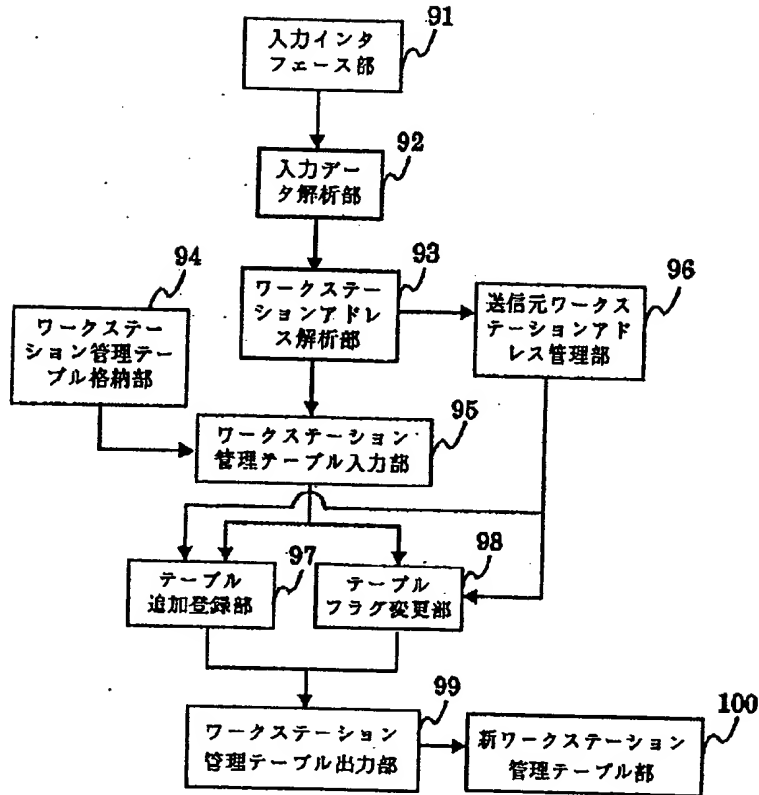 91
入力インタ
フェース部
92
入力デー
タ解析部
93
ワークステー
ションアドレ
ス解析部
94
ワークステー
ション管理テー
ブル格納部
96
送信元ワークス
テーションアド
レス管理部
95
ワークステーション
管理テーブル入力部
97
テーブル
追加登録部
98
テーブル
フラグ変更部
99
ワークステーション
管理テーブル出力部
100
新ワークステーション
管理テーブル部